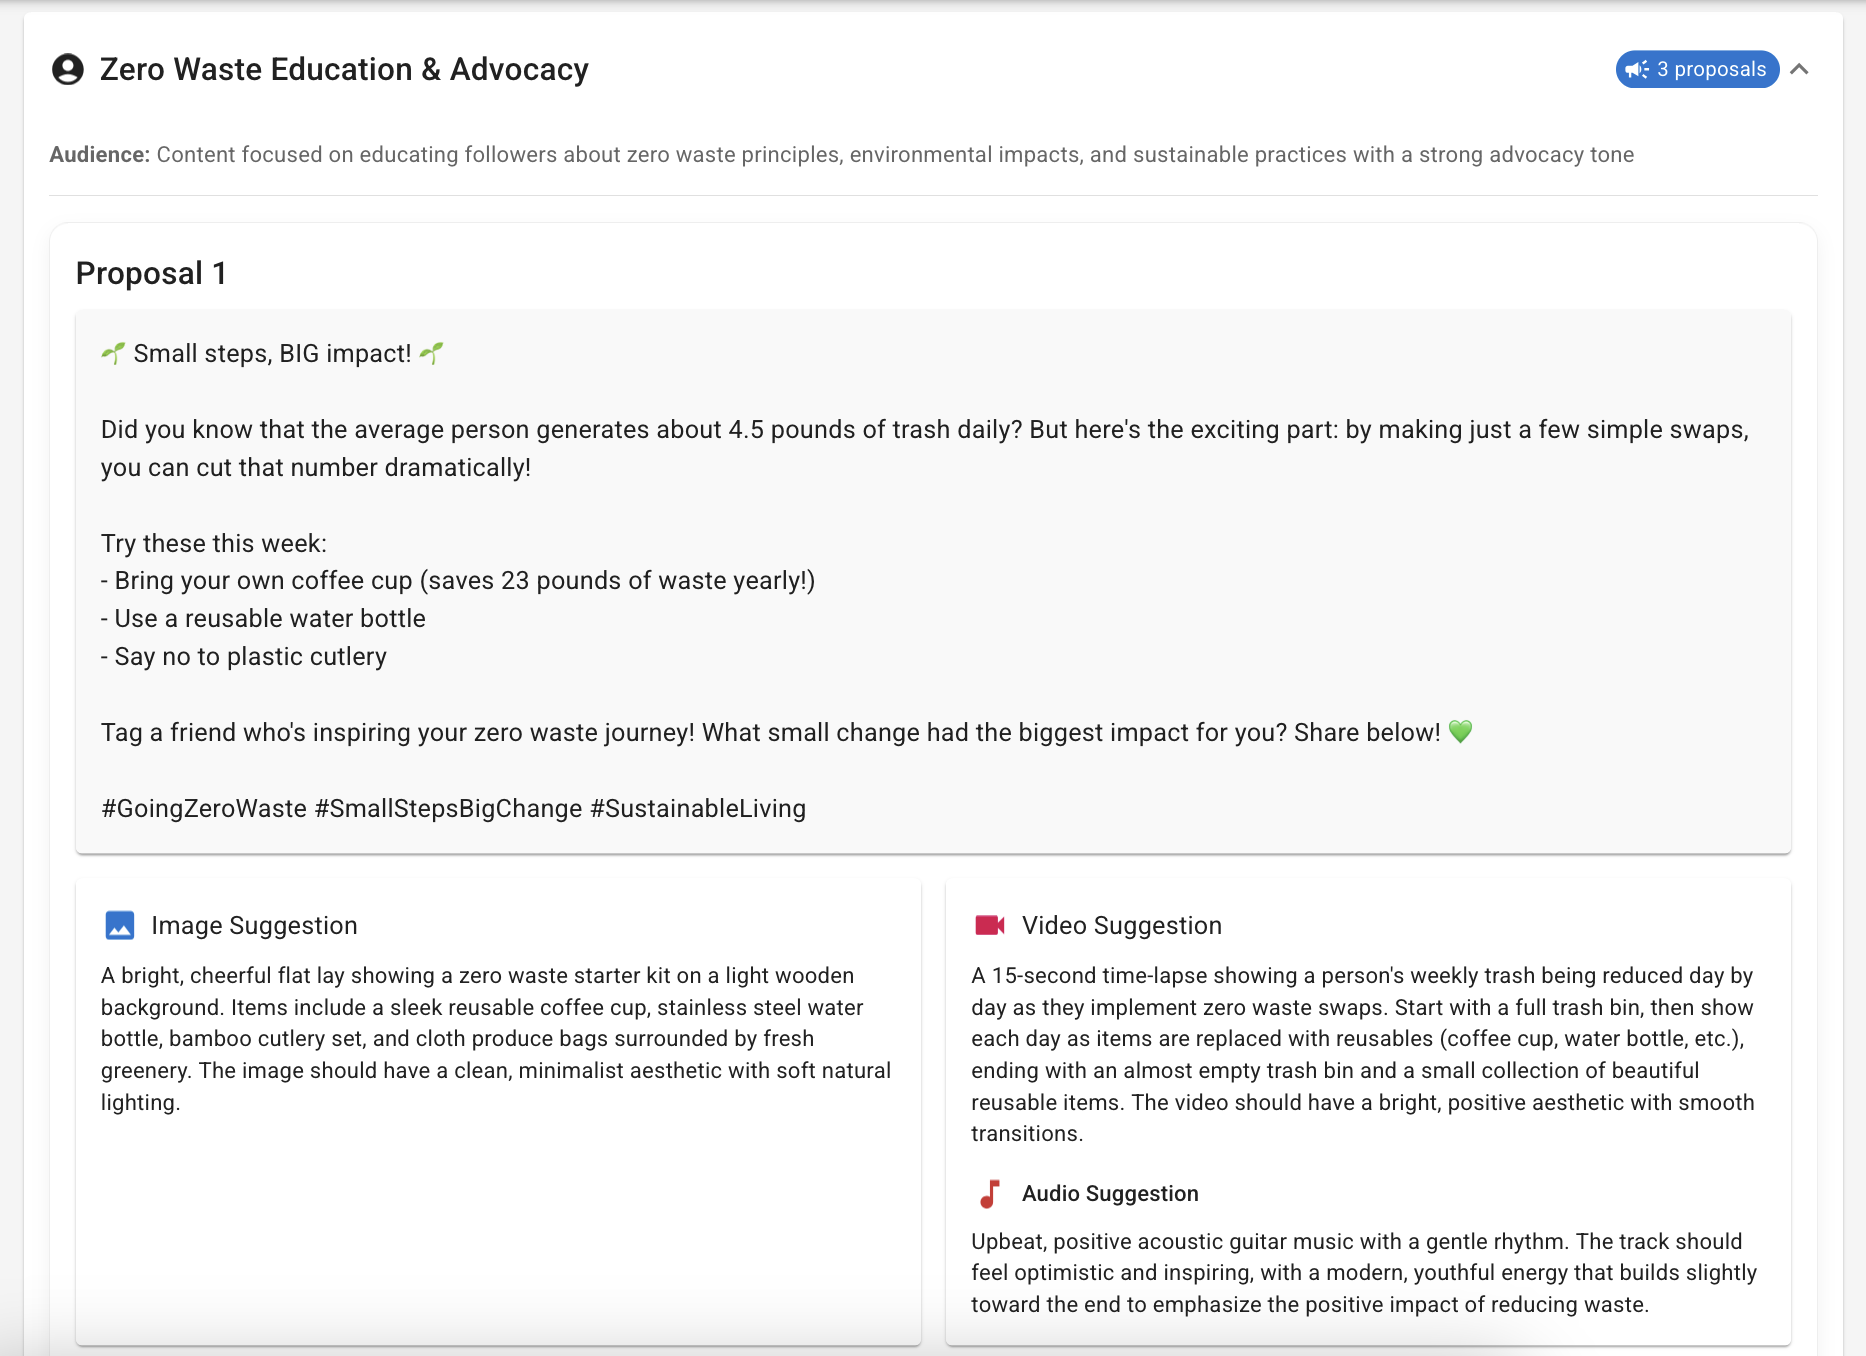 Zero Waste Education & Advocacy
3 proposals
Audience: Content focused on educating followers about zero waste principles, environmental impacts, and sustainable practices with a strong advocacy tone
Proposal 1
🌱 Small steps, BIG impact! 🌱
Did you know that the average person generates about 4.5 pounds of trash daily? But here's the exciting part: by making just a few simple swaps,
you can cut that number dramatically!
Try these this week:
- Bring your own coffee cup (saves 23 pounds of waste yearly!)
- Use a reusable water bottle
- Say no to plastic cutlery
Tag a friend who's inspiring your zero waste journey! What small change had the biggest impact for you? Share below! 💚
#GoingZeroWaste #SmallStepsBigChange #SustainableLiving
Image Suggestion
A bright, cheerful flat lay showing a zero waste starter kit on a light wooden
background. Items include a sleek reusable coffee cup, stainless steel water
bottle, bamboo cutlery set, and cloth produce bags surrounded by fresh
greenery. The image should have a clean, minimalist aesthetic with soft natural
lighting.
Video Suggestion
A 15-second time-lapse showing a person's weekly trash being reduced day by
day as they implement zero waste swaps. Start with a full trash bin, then show
each day as items are replaced with reusables (coffee cup, water bottle, etc.),
ending with an almost empty trash bin and a small collection of beautiful
reusable items. The video should have a bright, positive aesthetic with smooth
transitions.
Audio Suggestion
Upbeat, positive acoustic guitar music with a gentle rhythm. The track should
feel optimistic and inspiring, with a modern, youthful energy that builds slightly
toward the end to emphasize the positive impact of reducing waste.